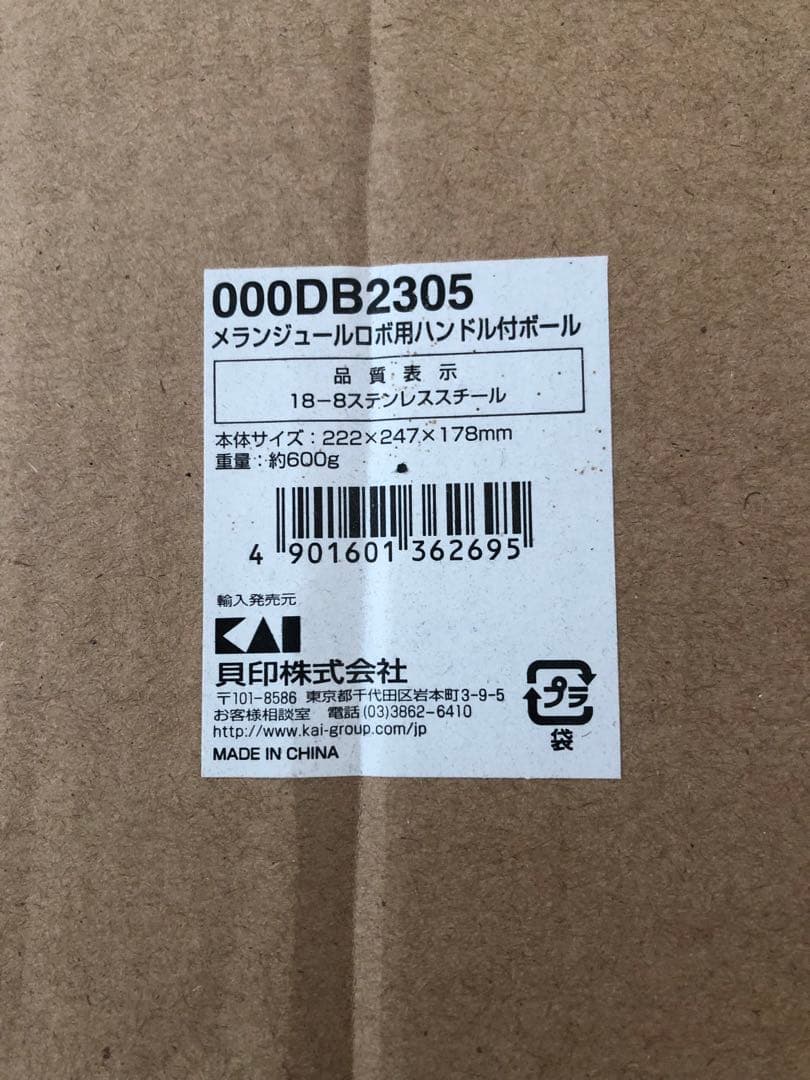 000DB2305
メランジュールロボ用ハンドル付ボール
品質表示
18-8ステンレススチール
本体サイズ：222×247×178mm
重量：約600g
4 901601 362695
輸入発売元
KAI
貝印株式会社
〒101-8586 東京都千代田区岩本町3-9-5
お客様相談室 電話(03)3862-6410
http://www.kai-group.com/jp
MADE IN CHINA
プラ
袋